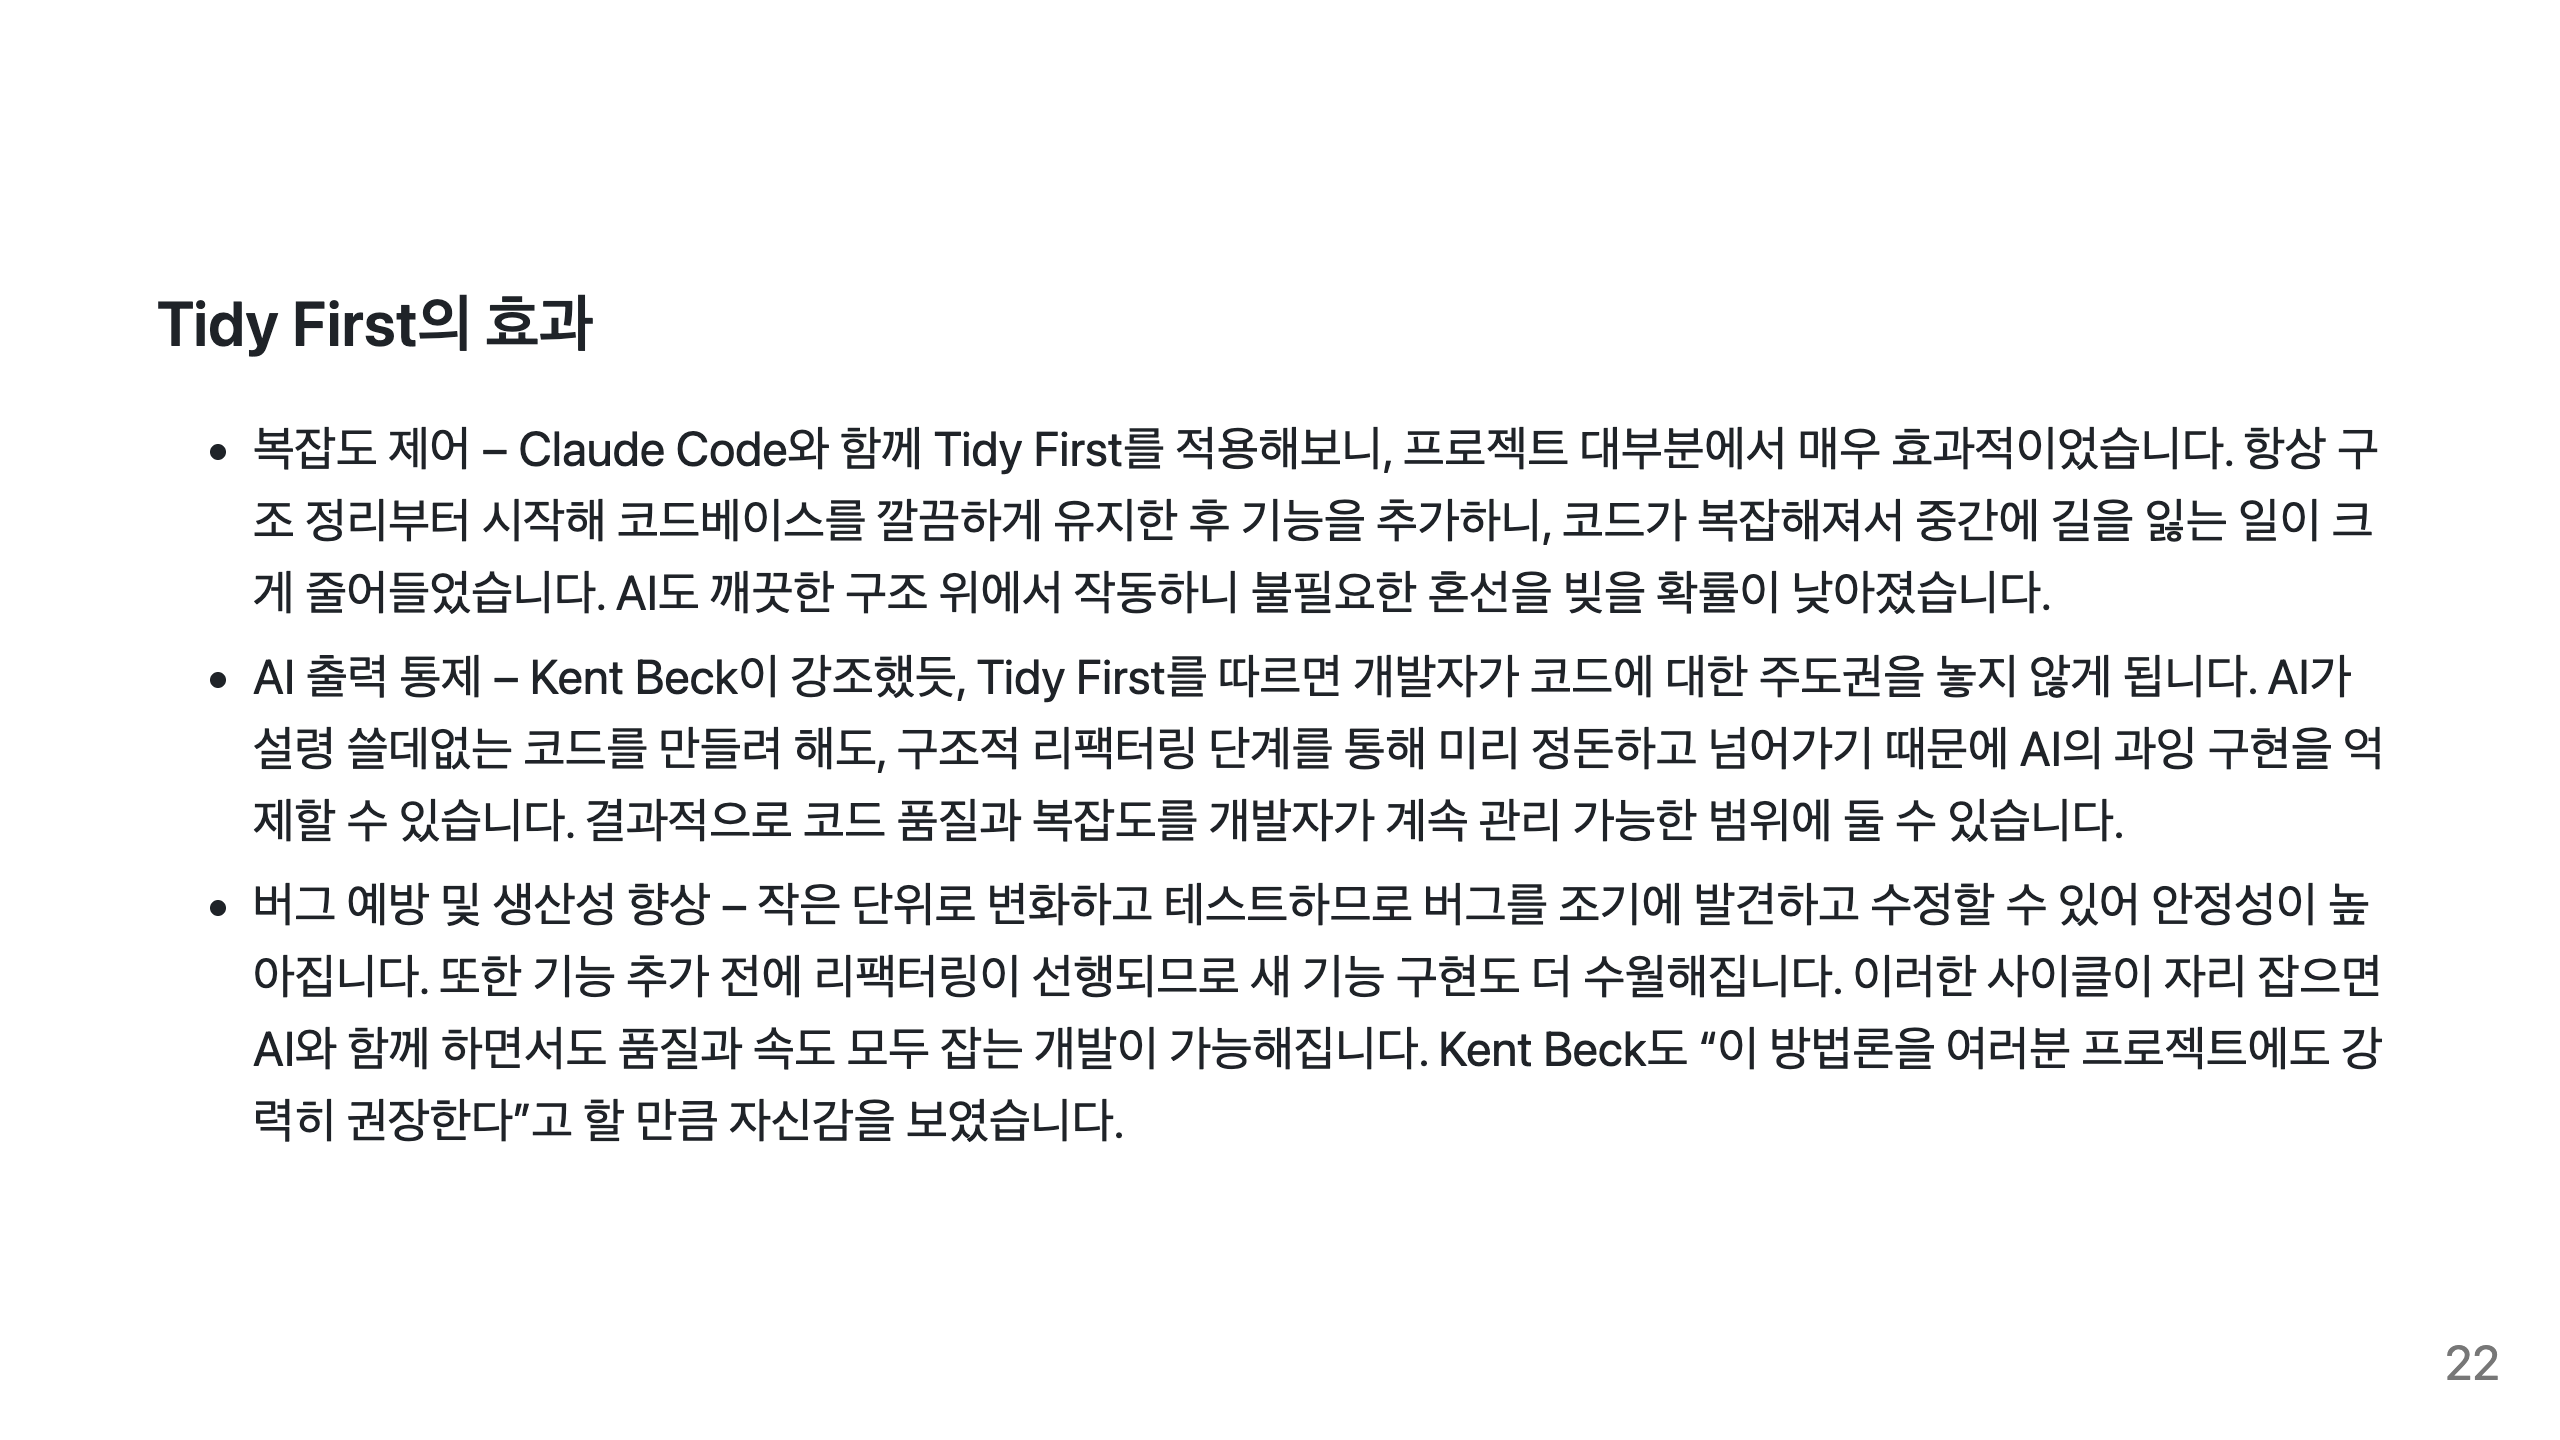 Tidy First의 효과
• 복잡도 제어 – Claude Code와 함께 Tidy First를 적용해보니, 프로젝트 대부분에서 매우 효과적이었습니다. 항상 구
조 정리부터 시작해 코드베이스를 깔끔하게 유지한 후 기능을 추가하니, 코드가 복잡해져서 중간에 길을 잃는 일이 크
게 줄어들었습니다. AI도 깨끗한 구조 위에서 작동하니 불필요한 혼선을 빚을 확률이 낮아졌습니다.
• AI 출력 통제 – Kent Beck이 강조했듯, Tidy First를 따르면 개발자가 코드에 대한 주도권을 놓지 않게 됩니다. AI가
설령 쓸데없는 코드를 만들려 해도, 구조적 리팩터링 단계를 통해 미리 정돈하고 넘어가기 때문에 AI의 과잉 구현을 억
제할 수 있습니다. 결과적으로 코드 품질과 복잡도를 개발자가 계속 관리 가능한 범위에 둘 수 있습니다.
• 버그 예방 및 생산성 향상 – 작은 단위로 변화하고 테스트하므로 버그를 조기에 발견하고 수정할 수 있어 안정성이 높
아집니다. 또한 기능 추가 전에 리팩터링이 선행되므로 새 기능 구현도 더 수월해집니다. 이러한 사이클이 자리 잡으면
AI와 함께 하면서도 품질과 속도 모두 잡는 개발이 가능해집니다. Kent Beck도 “이 방법론을 여러분 프로젝트에도 강
력히 권장한다”고 할 만큼 자신감을 보였습니다.
22